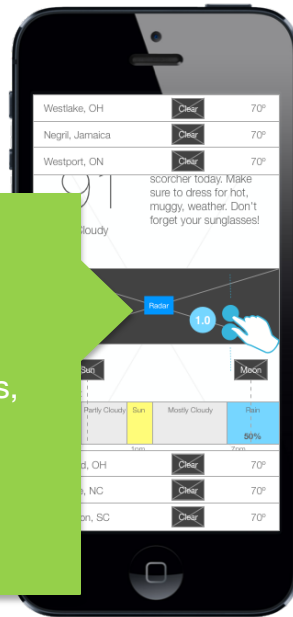 Westlake, OH Clear 70º
Negril, Jamaica Clear 70º
Westport, ON Clear 70º
scorcher today. Make
sure to dress for hot,
muggy, weather. Don't
forget your sunglasses!
Cloudy
Radar
1.0
s,
Sun Moon
Partly Cloudy Sun Mostly Cloudy Rain
50%
1pm 7pm
OH Clear 70º
NC Clear 70º
SC Clear 70º